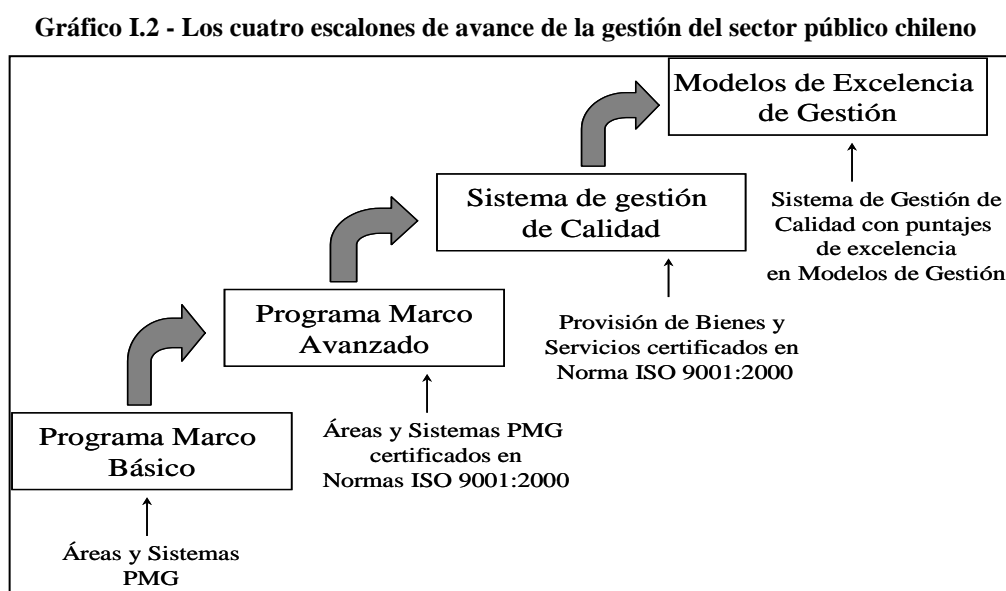 Gráfico I.2 - Los cuatro escalones de avance de la gestión del sector público chileno
Modelos de Excelencia
de Gestión
Sistema de gestión
de Calidad
Sistema de Gestión de
Calidad con puntajes
de excelencia
en Modelos de Gestión
Programa Marco
Avanzado
Provisión de Bienes y
Servicios certificados en
Norma ISO 9001:2000
Programa Marco
Básico
Áreas y Sistemas PMG
certificados en
Normas ISO 9001:2000
Áreas y Sistemas
PMG